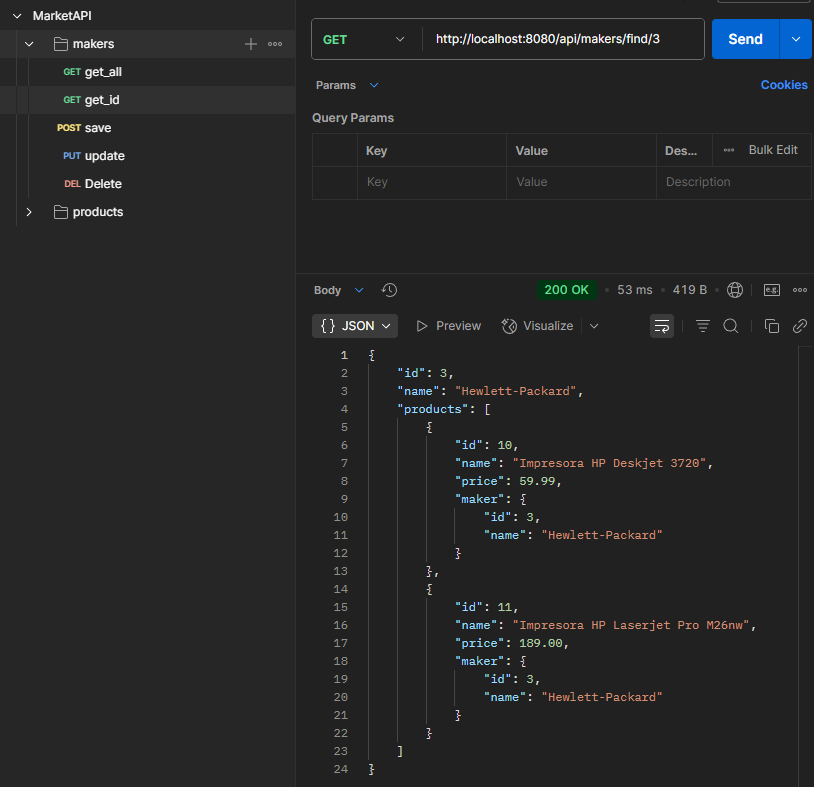 MarketAPI
makers
GET get_all
GET get_id
POST save
PUT update
DEL Delete
products
GET http://localhost:8080/api/makers/find/3 Send
Params Cookies
Query Params
Key Value Des... Bulk Edit
Key Value Description
Body 200 OK • 53 ms • 419 B • e.g.
{} JSON Preview Visualize
1 {
2 "id": 3,
3 "name": "Hewlett-Packard",
4 "products": [
5 {
6 "id": 10,
7 "name": "Impresora HP Deskjet 3720",
8 "price": 59.99,
9 "maker": {
10 "id": 3,
11 "name": "Hewlett-Packard"
12 }
13 },
14 {
15 "id": 11,
16 "name": "Impresora HP Laserjet Pro M26nw",
17 "price": 189.00,
18 "maker": {
19 "id": 3,
20 "name": "Hewlett-Packard"
21 }
22 }
23 ]
24 }